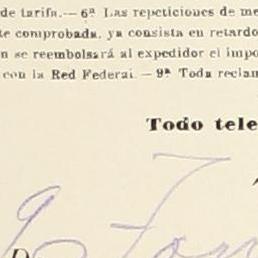 de tarifa.— 6ª Las repeticiones de me
te comprobada, ya consista en retardo
n se reembolsará al expedidor el impo
con la Red Federal.— 9ª Toda reclam
Todo tele
D